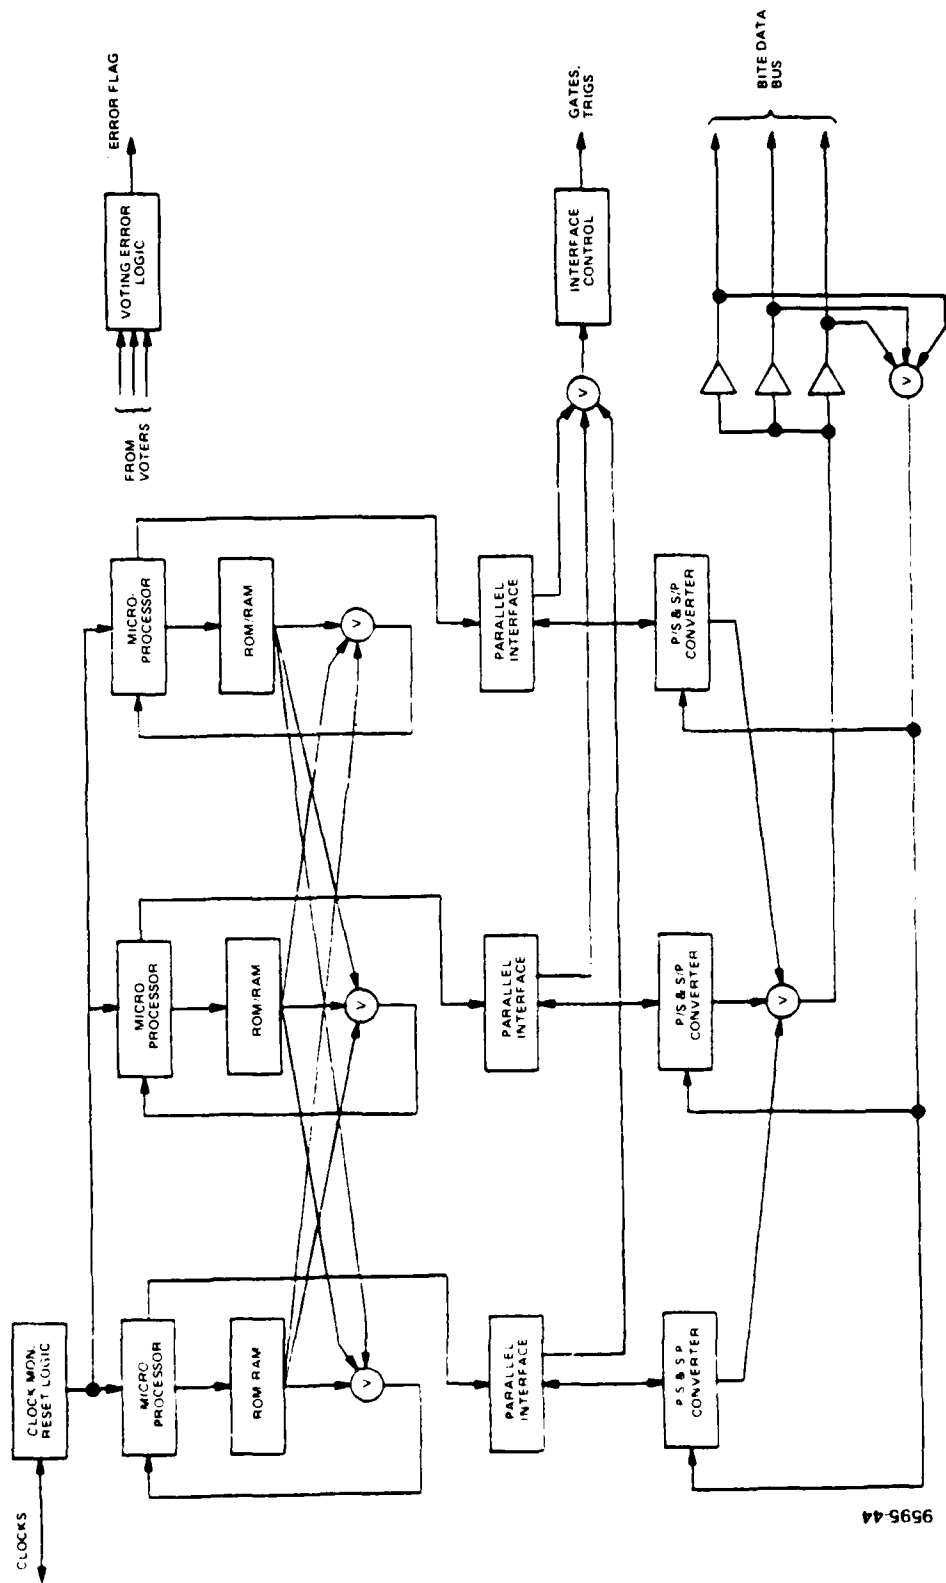 CLOCKS
CLOCK MON.
RESET LOGIC
MICRO
PROCESSOR
ROM RAM
V
PARALLEL
INTERFACE
P S & S P
CONVERTER
MICRO
PROCESSOR
ROM/RAM
V
PARALLEL
INTERFACE
P/S & S/P
CONVERTER
V
MICRO-
PROCESSOR
ROM/RAM
V
PARALLEL
INTERFACE
P/S & S/P
CONVERTER
FROM
VOTERS
VOTING ERROR
LOGIC
ERROR FLAG
V
INTERFACE
CONTROL
GATES,
TRIGS
V
BITE DATA
BUS
9595-44